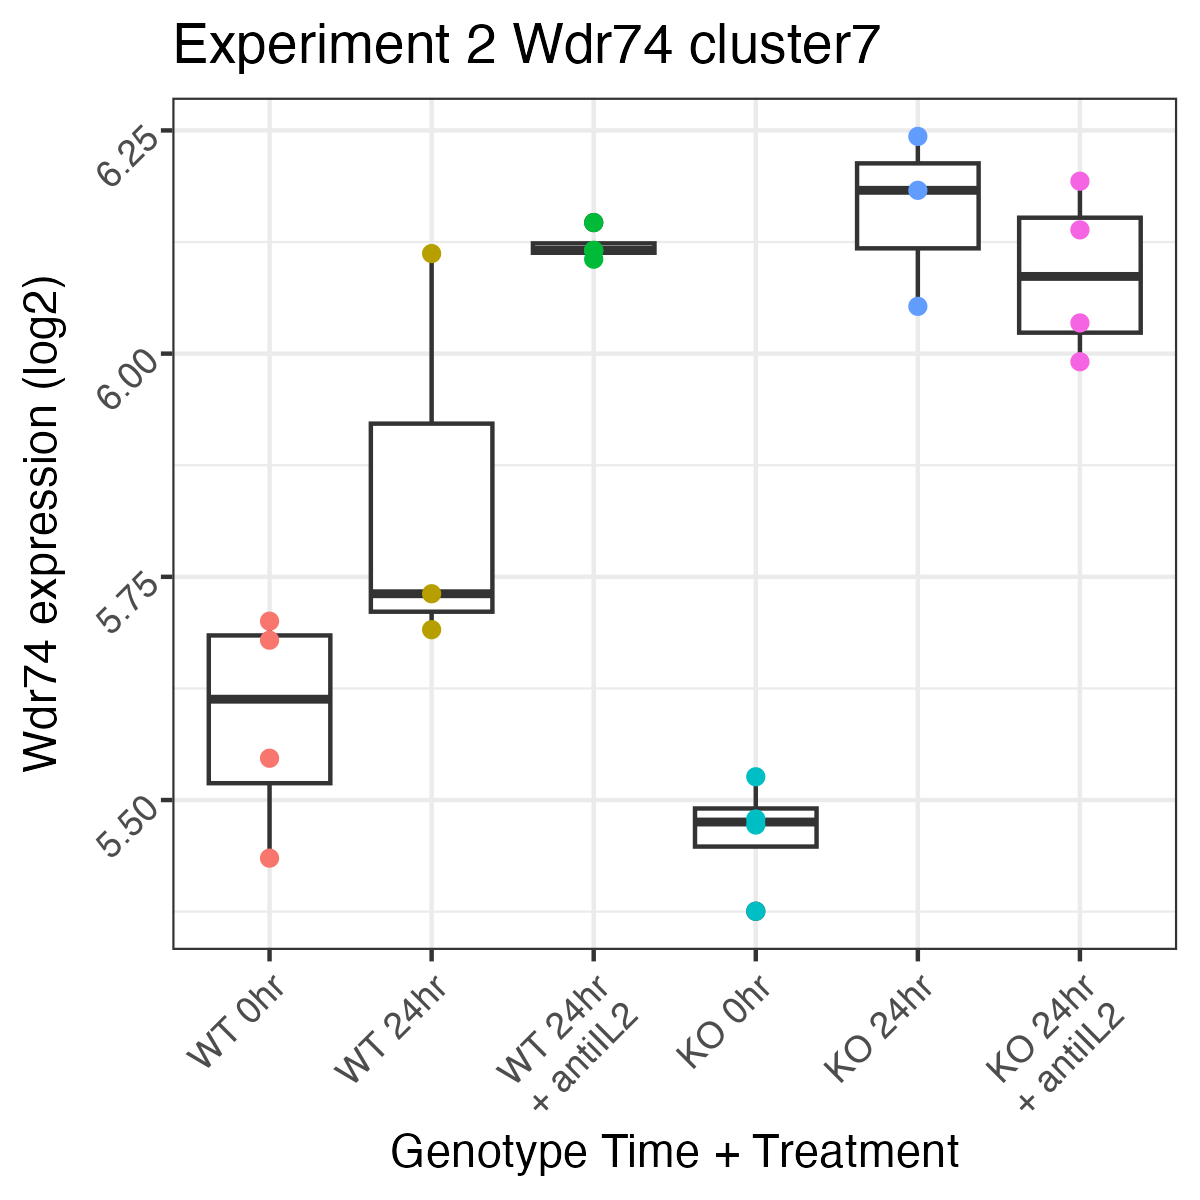 Experiment 2 Wdr74 cluster7
Wdr74 expression (log2)
6.25
6.00
5.75
5.50
WT 0hr
WT 24hr
WT 24hr
+ antiIL2
KO 0hr
KO 24hr
KO 24hr
+ antiIL2
Genotype Time + Treatment